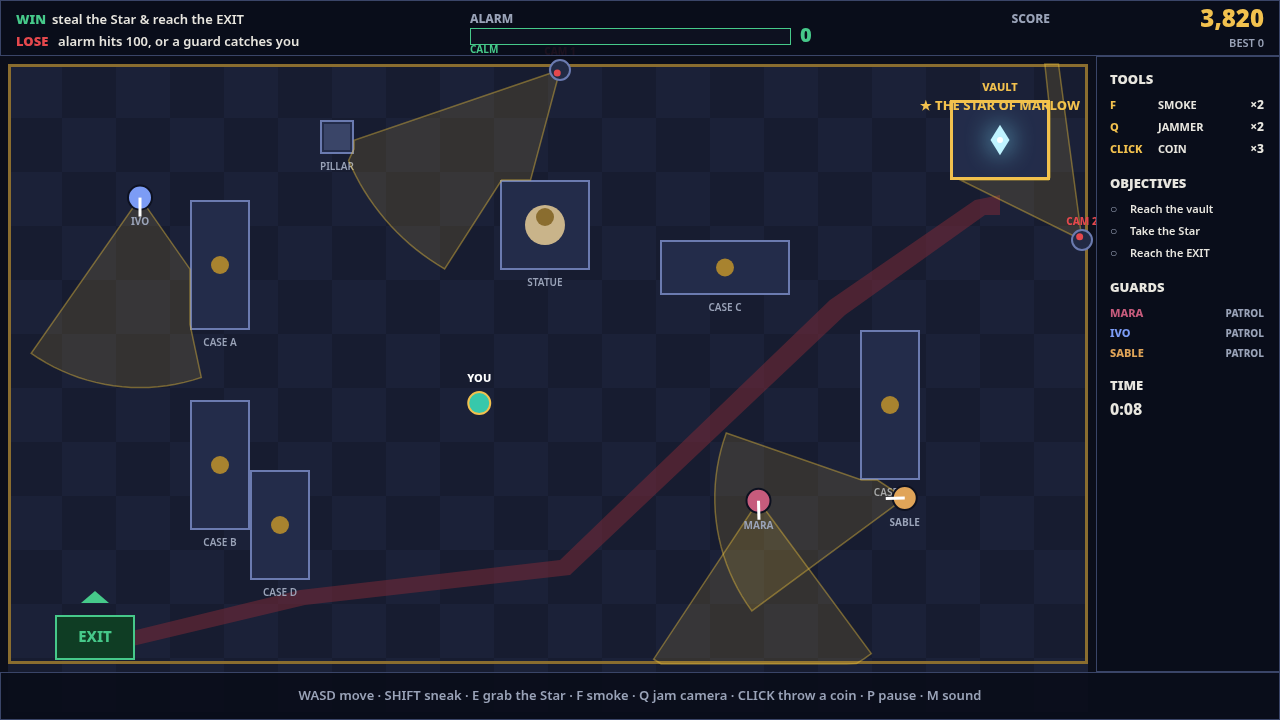 WIN steal the Star & reach the EXIT
LOSE alarm hits 100, or a guard catches you
ALARM
0
CALM
SCORE
3,820
BEST 0
VAULT
★ THE STAR OF MARLOW
PILLAR
IVO
CASE A
STATUE
CASE C
CAM 2
YOU
CASE B
CASE D
MARA
SABLE
EXIT
TOOLS
F SMOKE ×2
Q JAMMER ×2
CLICK COIN ×3
OBJECTIVES
○ Reach the vault
○ Take the Star
○ Reach the EXIT
GUARDS
MARA PATROL
IVO PATROL
SABLE PATROL
TIME
0:08
WASD move · SHIFT sneak · E grab the Star · F smoke · Q jam camera · CLICK throw a coin · P pause · M sound